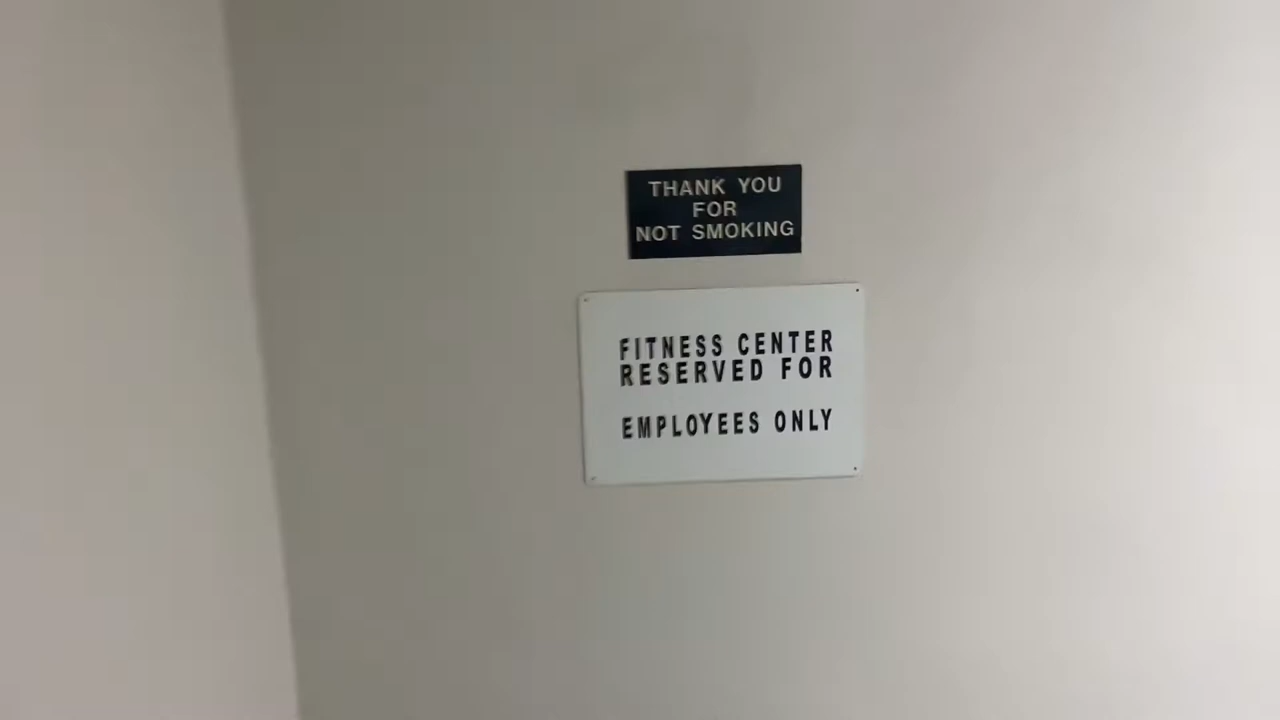 THANK YOU
FOR
NOT SMOKING
FITNESS CENTER
RESERVED FOR
EMPLOYEES ONLY